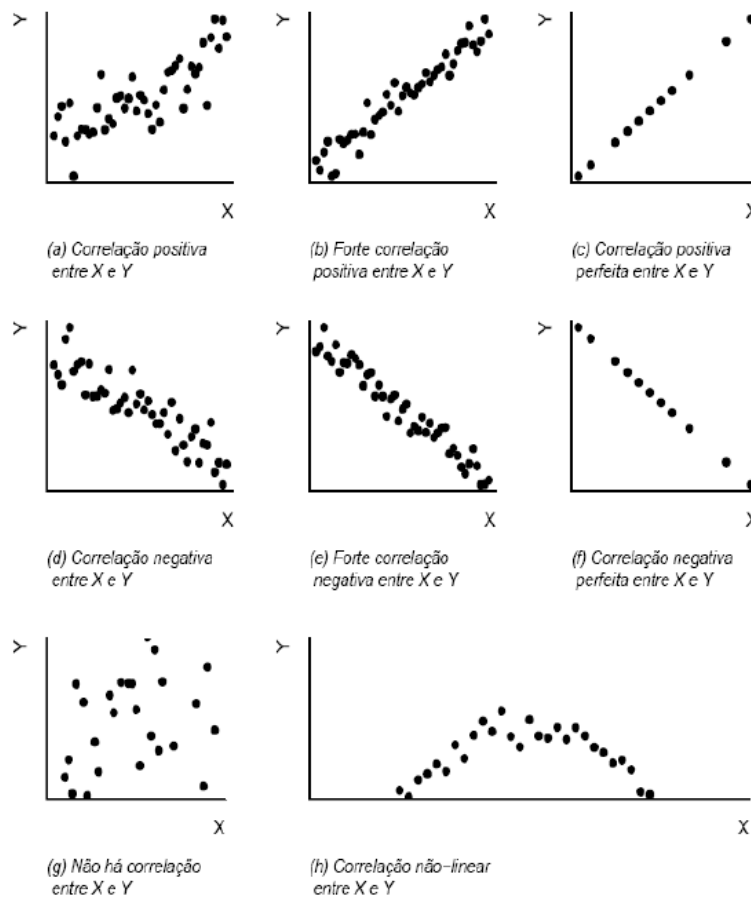 Y
Y
Y
X
X
X
(a) Correlação positiva
entre X e Y
(b) Forte correlação
positiva entre X e Y
(c) Correlação positiva
perfeita entre X e Y
Y
Y
Y
X
X
X
(d) Correlação negativa
entre X e Y
(e) Forte correlação
negativa entre X e Y
(f) Correlação negativa
perfeita entre X e Y
Y
Y
X
X
(g) Não há correlação
entre X e Y
(h) Correlação não-linear
entre X e Y